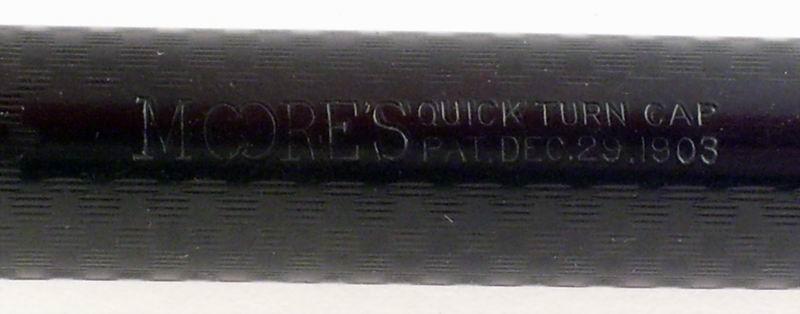 MOORE'S QUICK TURN CAP
PAT. DEC. 29. 1903